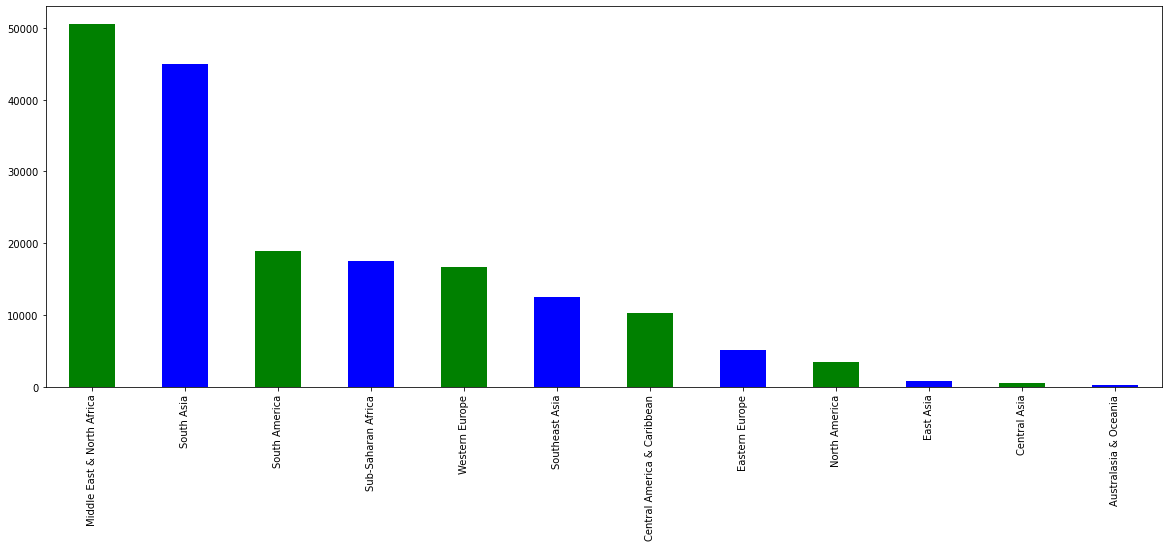 50000
40000
30000
20000
10000
0
Middle East & North Africa
South Asia
South America
Sub-Saharan Africa
Western Europe
Southeast Asia
Central America & Caribbean
Eastern Europe
North America
East Asia
Central Asia
Australasia & Oceania